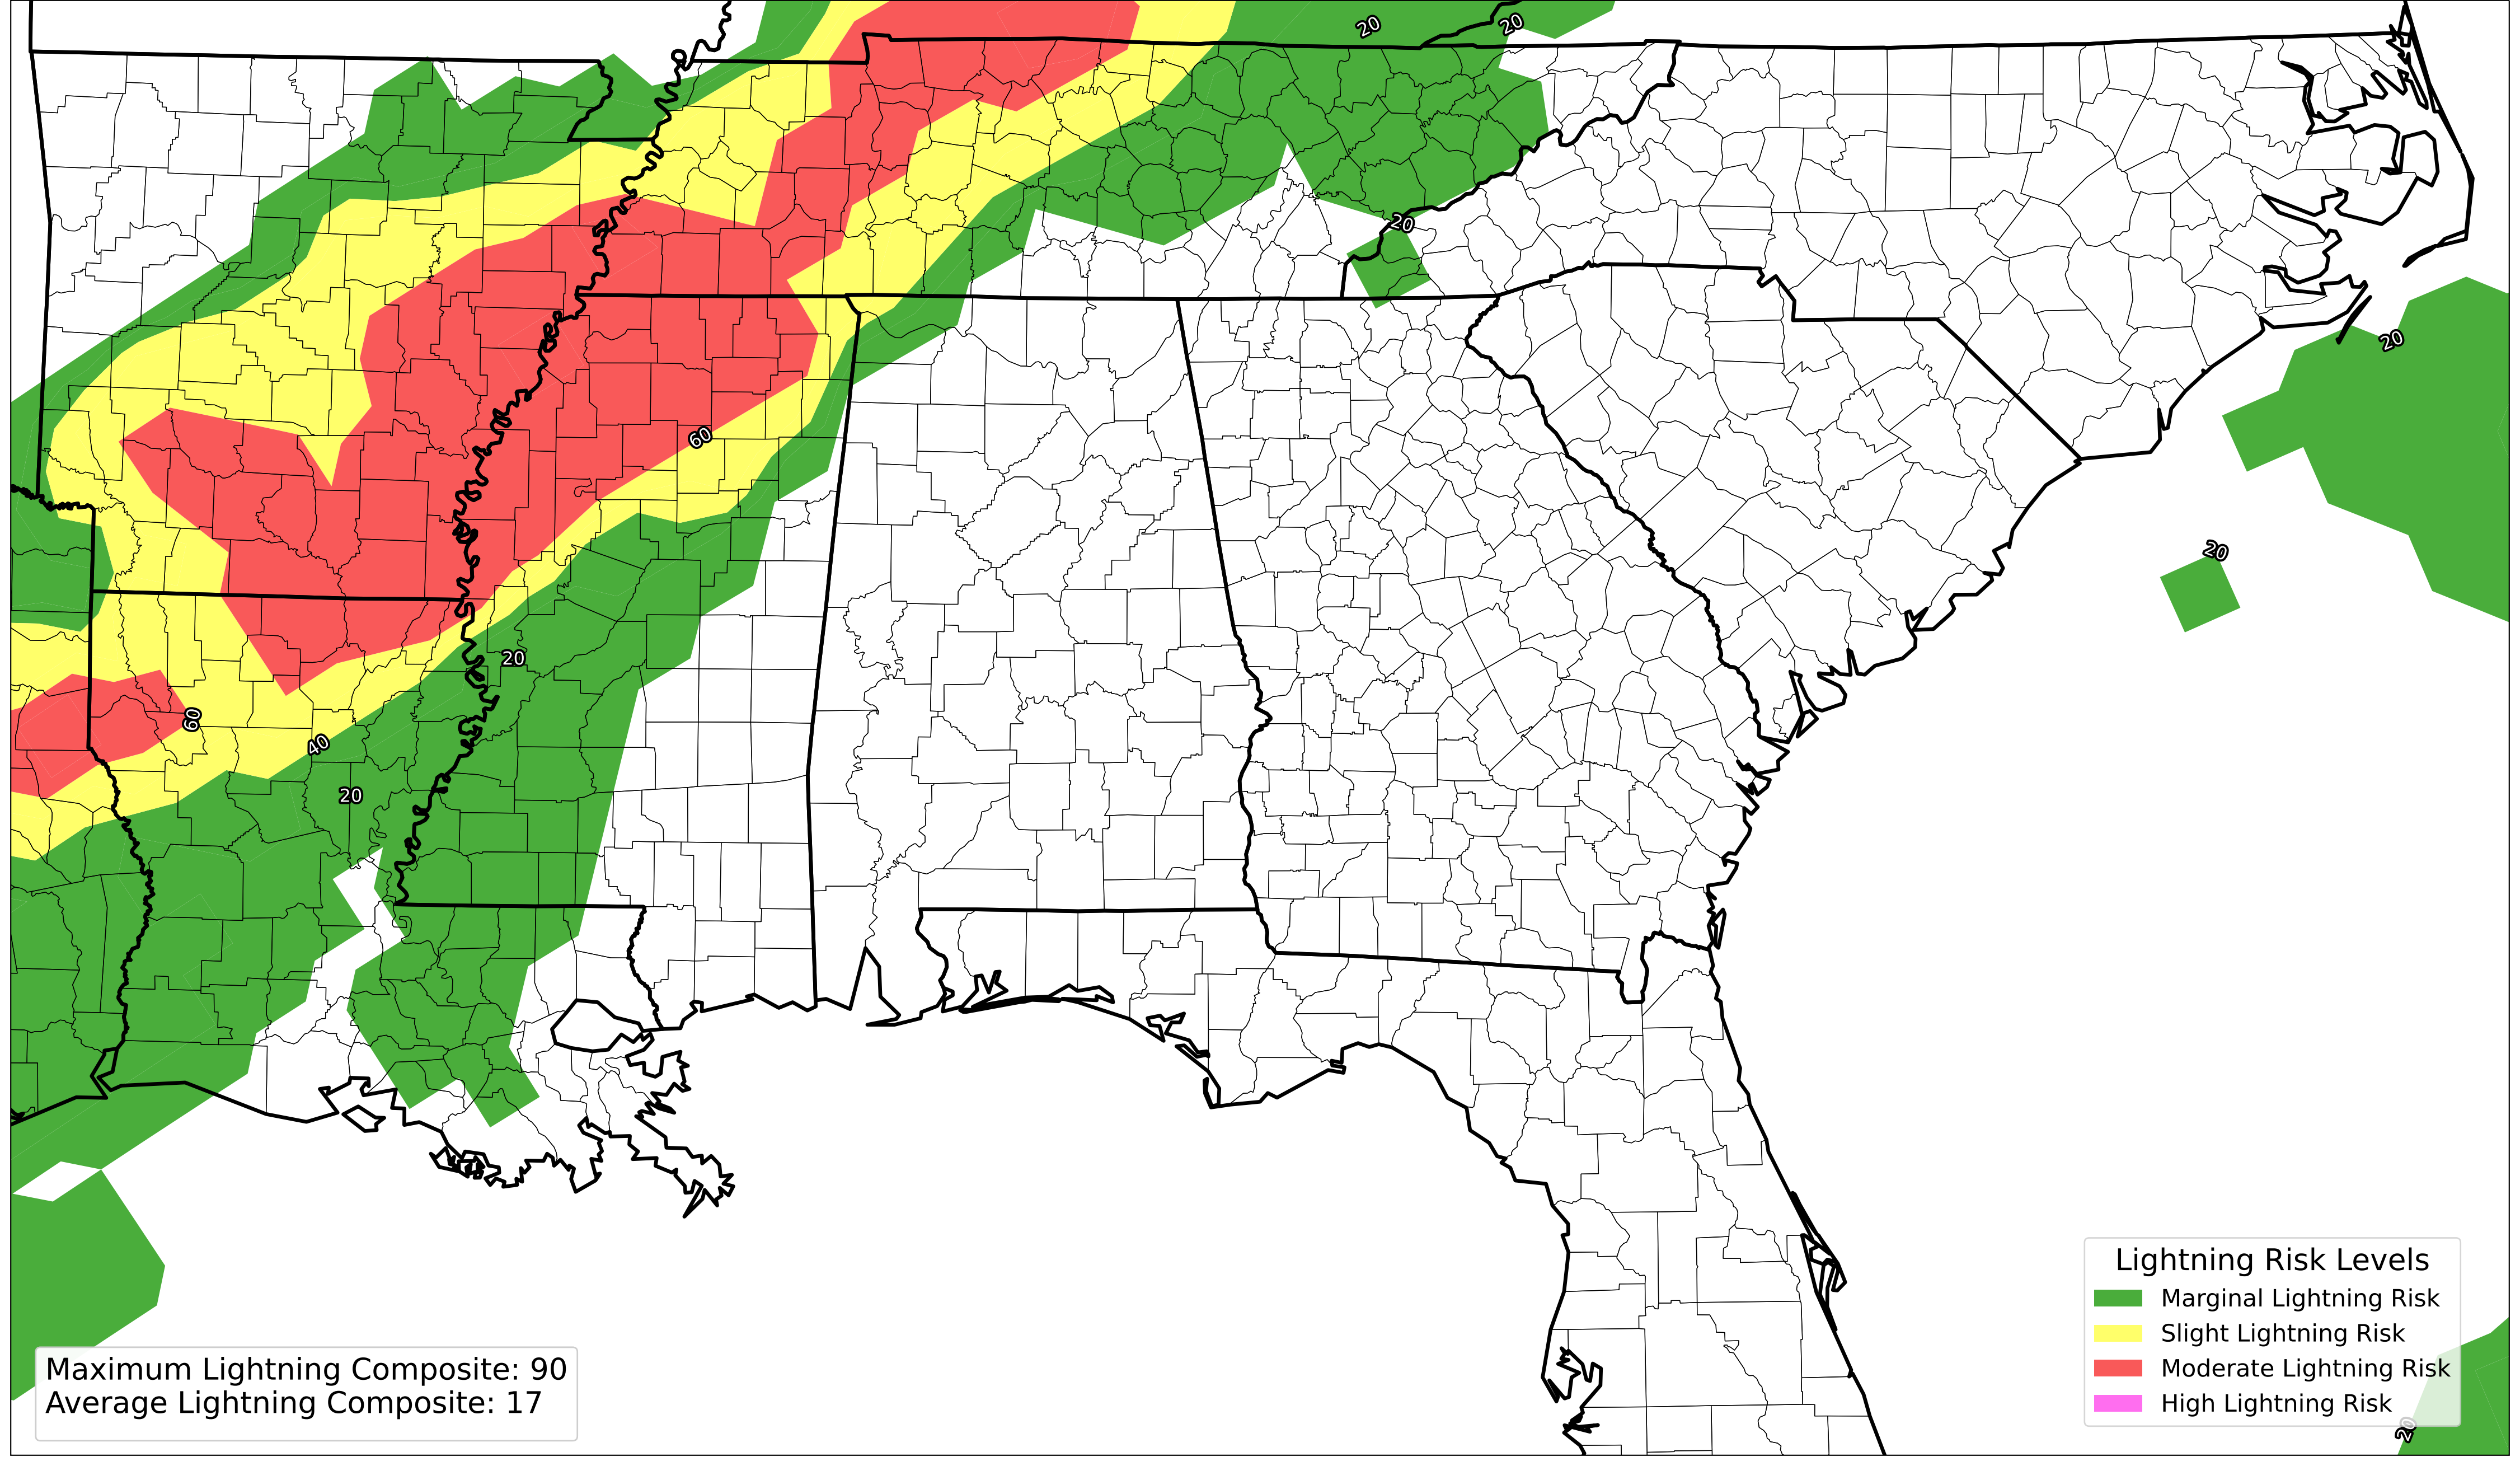 20
20
20
20
60
20
20
60
40
20
Lightning Risk Levels
Marginal Lightning Risk
Slight Lightning Risk
Moderate Lightning Risk
High Lightning Risk
Maximum Lightning Composite: 90
Average Lightning Composite: 17
20